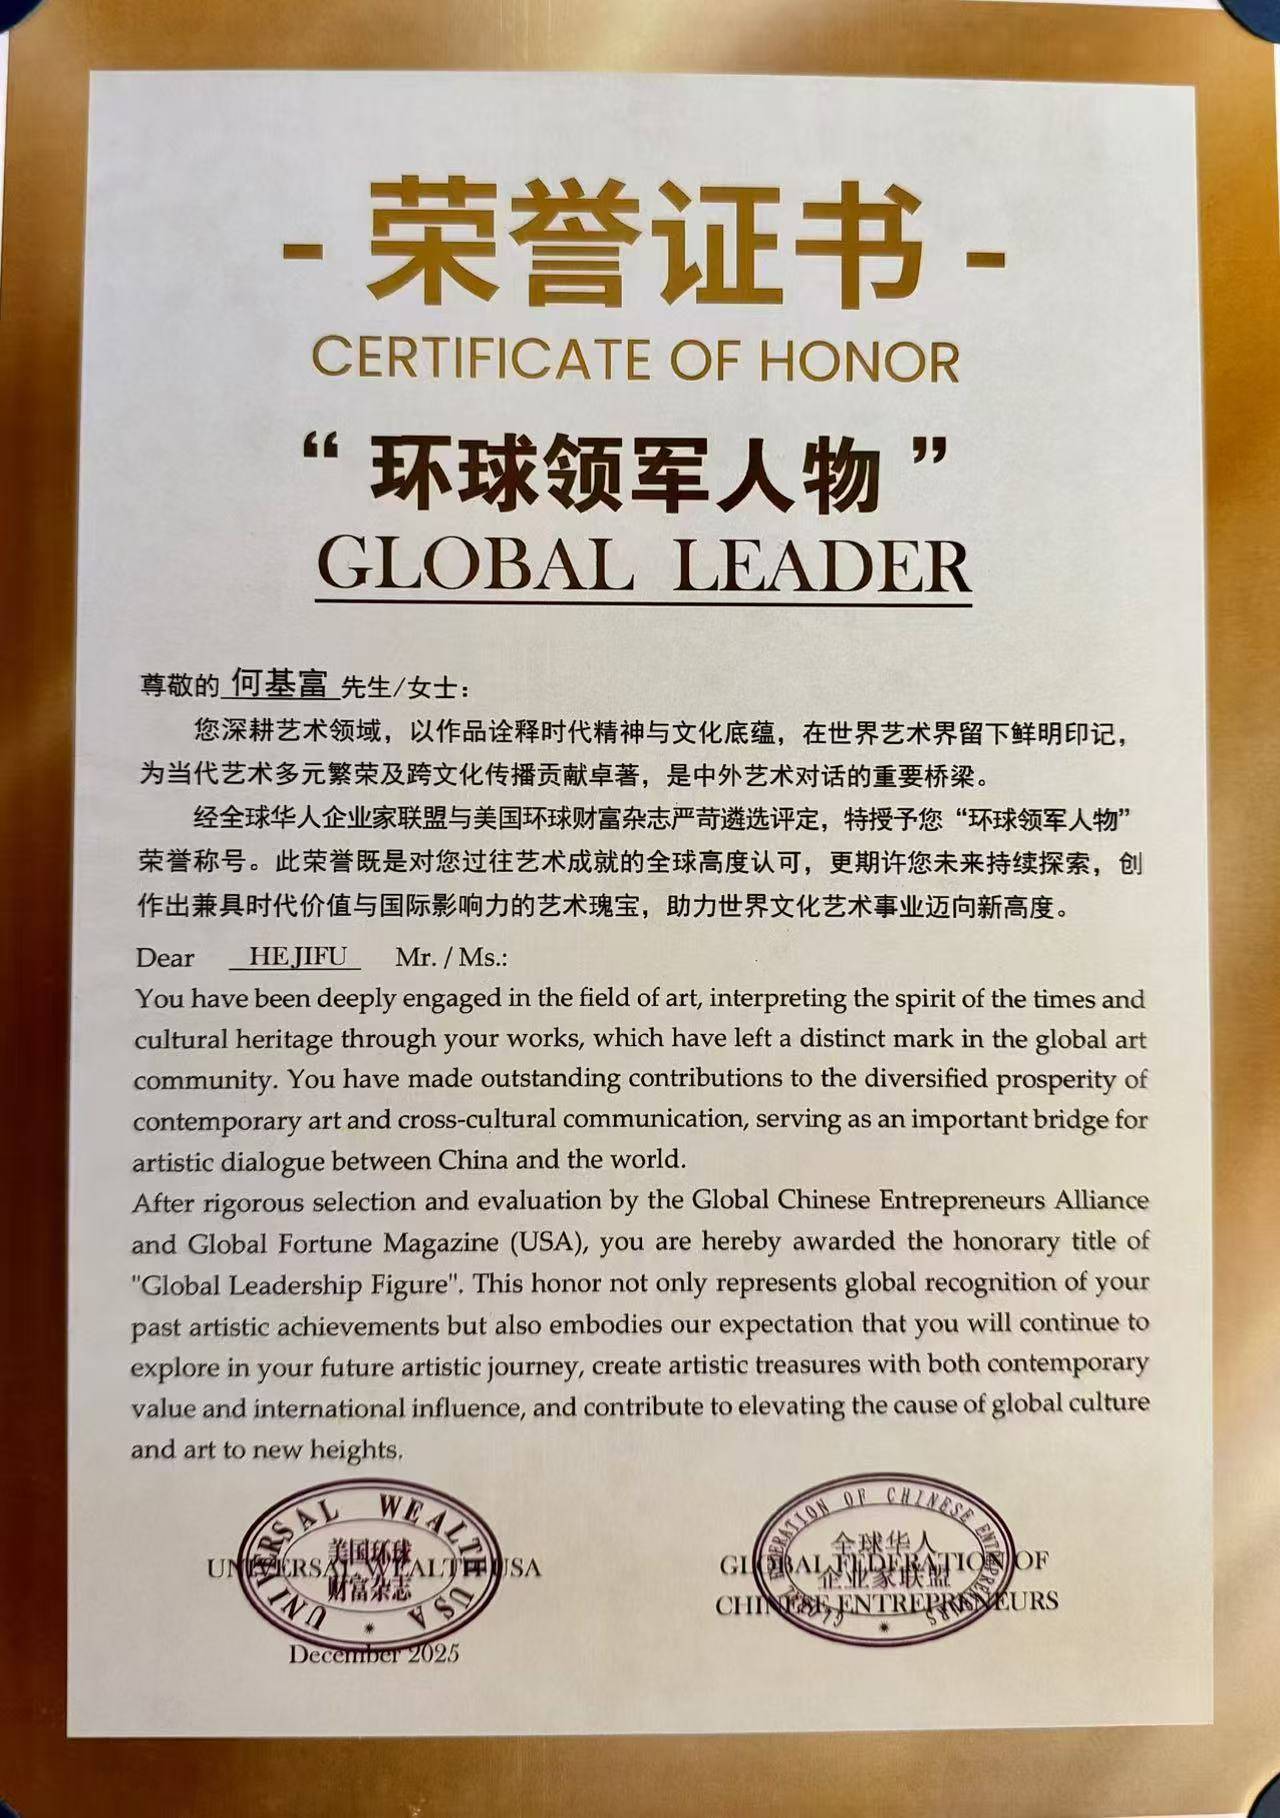 - 荣誉证书 -
CERTIFICATE OF HONOR
“ 环球领军人物 ”
GLOBAL LEADER
尊敬的 何基富 先生/女士：
您深耕艺术领域，以作品诠释时代精神与文化底蕴，在世界艺术界留下鲜明印记，
为当代艺术多元繁荣及跨文化传播贡献卓著，是中外艺术对话的重要桥梁。
经全球华人企业家联盟与美国环球财富杂志严苛遴选评定，特授予您“环球领军人物”
荣誉称号。此荣誉既是对您过往艺术成就的全球高度认可，更期许您未来持续探索，创
作出兼具时代价值与国际影响力的艺术瑰宝，助力世界文化艺术事业迈向新高度。
Dear HEJIFU Mr. / Ms.:
You have been deeply engaged in the field of art, interpreting the spirit of the times and
cultural heritage through your works, which have left a distinct mark in the global art
community. You have made outstanding contributions to the diversified prosperity of
contemporary art and cross-cultural communication, serving as an important bridge for
artistic dialogue between China and the world.
After rigorous selection and evaluation by the Global Chinese Entrepreneurs Alliance
and Global Fortune Magazine (USA), you are hereby awarded the honorary title of
"Global Leadership Figure". This honor not only represents global recognition of your
past artistic achievements but also embodies our expectation that you will continue to
explore in your future artistic journey, create artistic treasures with both contemporary
value and international influence, and contribute to elevating the cause of global culture
and art to new heights.
UNIVERSAL WEALTH USA
美国环球
财富杂志
UNIVERSAL WEALTH USA
December 2025
GLOBAL FEDERATION OF CHINESE ENTREPRENEURS
全球华人
企业家联盟
GLOBAL FEDERATION OF
CHINESE ENTREPRENEURS